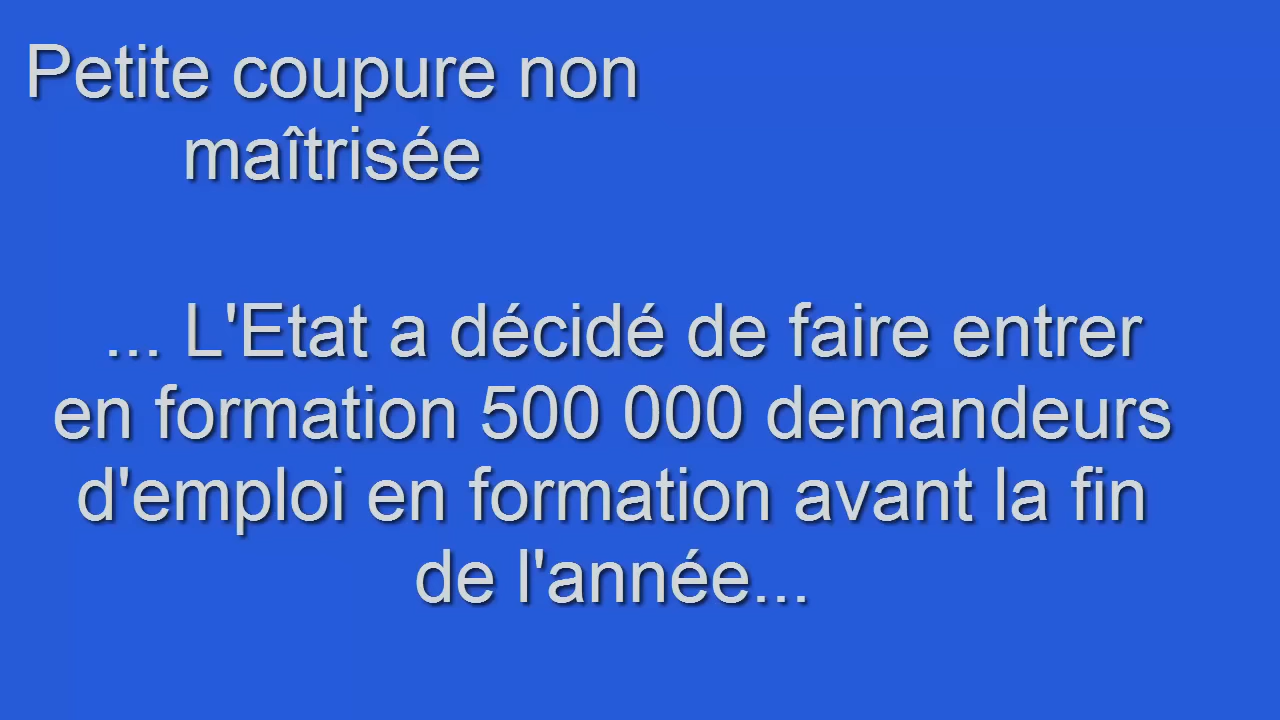 Petite coupure non
maîtrisée
... L'Etat a décidé de faire entrer
en formation 500 000 demandeurs
d'emploi en formation avant la fin
de l'année...